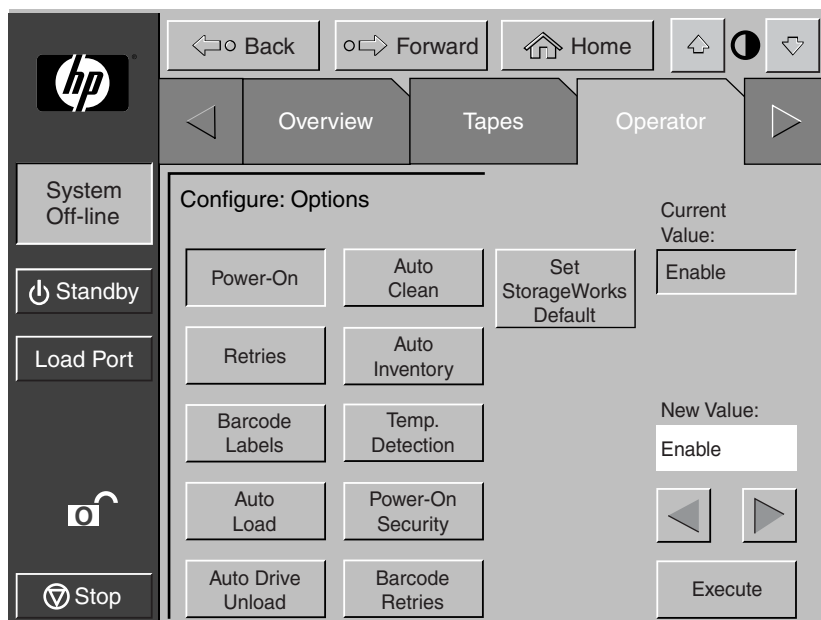 Back
Forward
Home
hp
Overview
Tapes
Operator
System
Off-line
Standby
Load Port
Stop
Configure: Options
Power-On
Auto
Clean
Set
StorageWorks
Default
Retries
Auto
Inventory
Barcode
Labels
Temp.
Detection
Auto
Load
Power-On
Security
Auto Drive
Unload
Barcode
Retries
Current
Value:
Enable
New Value:
Enable
Execute